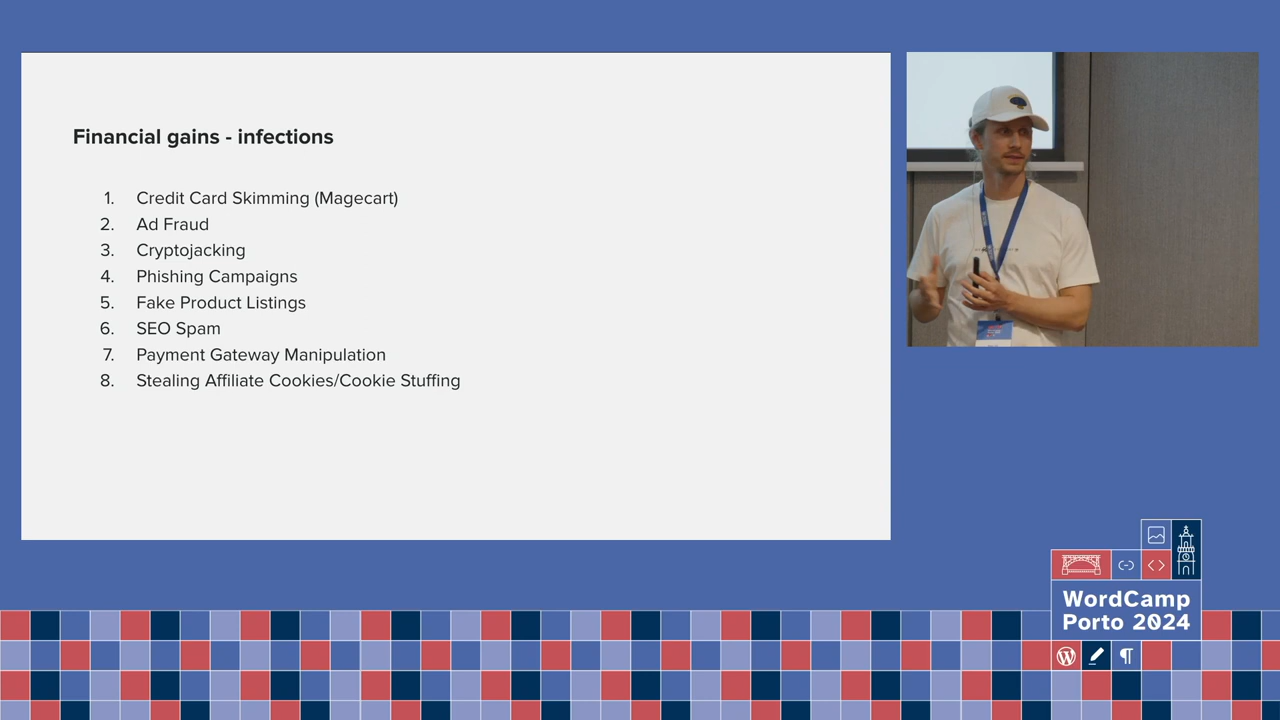 Financial gains - infections
1. Credit Card Skimming (Magecart)
2. Ad Fraud
3. Cryptojacking
4. Phishing Campaigns
5. Fake Product Listings
6. SEO Spam
7. Payment Gateway Manipulation
8. Stealing Affiliate Cookies/Cookie Stuffing
WordCamp
Porto 2024